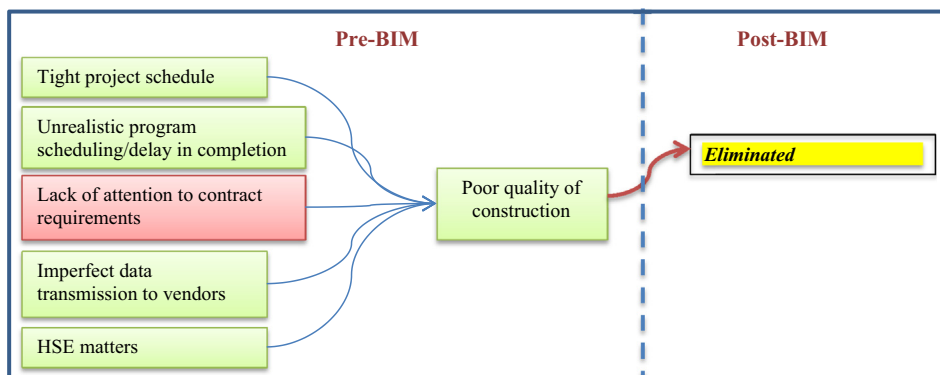 Pre-BIM
Post-BIM
Tight project schedule
Unrealistic program
scheduling/delay in completion
Lack of attention to contract
requirements
Imperfect data
transmission to vendors
HSE matters
Poor quality of
construction
Eliminated